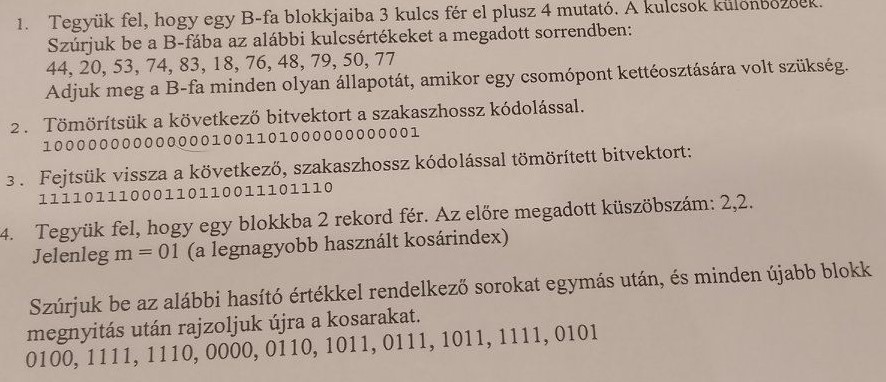 1. Tegyük fel, hogy egy B-fa blokkjaiba 3 kulcs fér el plusz 4 mutató. A kulcsok különbözőek.
Szúrjuk be a B-fába az alábbi kulcsértékeket a megadott sorrendben:
44, 20, 53, 74, 83, 18, 76, 48, 79, 50, 77
Adjuk meg a B-fa minden olyan állapotát, amikor egy csomópont kettéosztására volt szükség.
2. Tömörítsük a következő bitvektort a szakaszhossz kódolással.
10000000000000001001101000000000001
3. Fejtsük vissza a következő, szakaszhossz kódolással tömörített bitvektort:
11110111000110110011101110
4. Tegyük fel, hogy egy blokkba 2 rekord fér. Az előre megadott küszöbszám: 2,2.
Jelenleg m = 01 (a legnagyobb használt kosárindex)
Szúrjuk be az alábbi hasító értékkel rendelkező sorokat egymás után, és minden újabb blokk
megnyitás után rajzoljuk újra a kosarakat.
0100, 1111, 1110, 0000, 0110, 1011, 0111, 1011, 1111, 0101